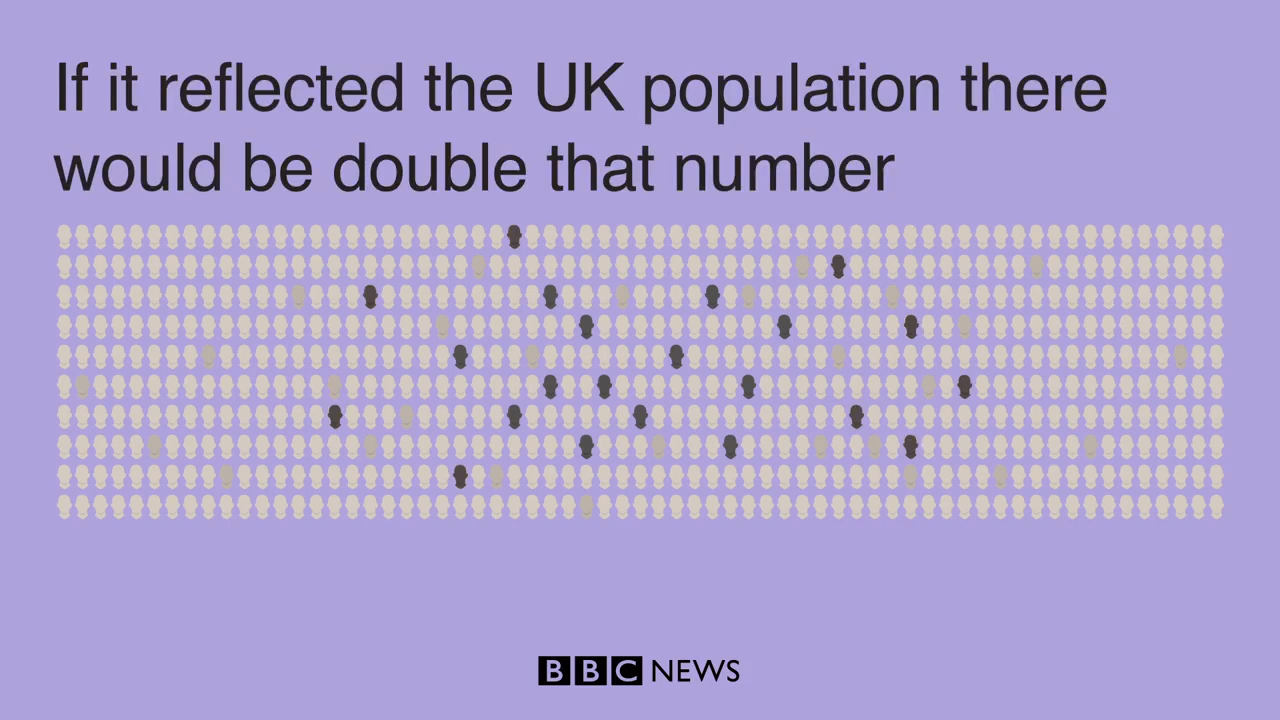 If it reflected the UK population there
would be double that number
BBC NEWS